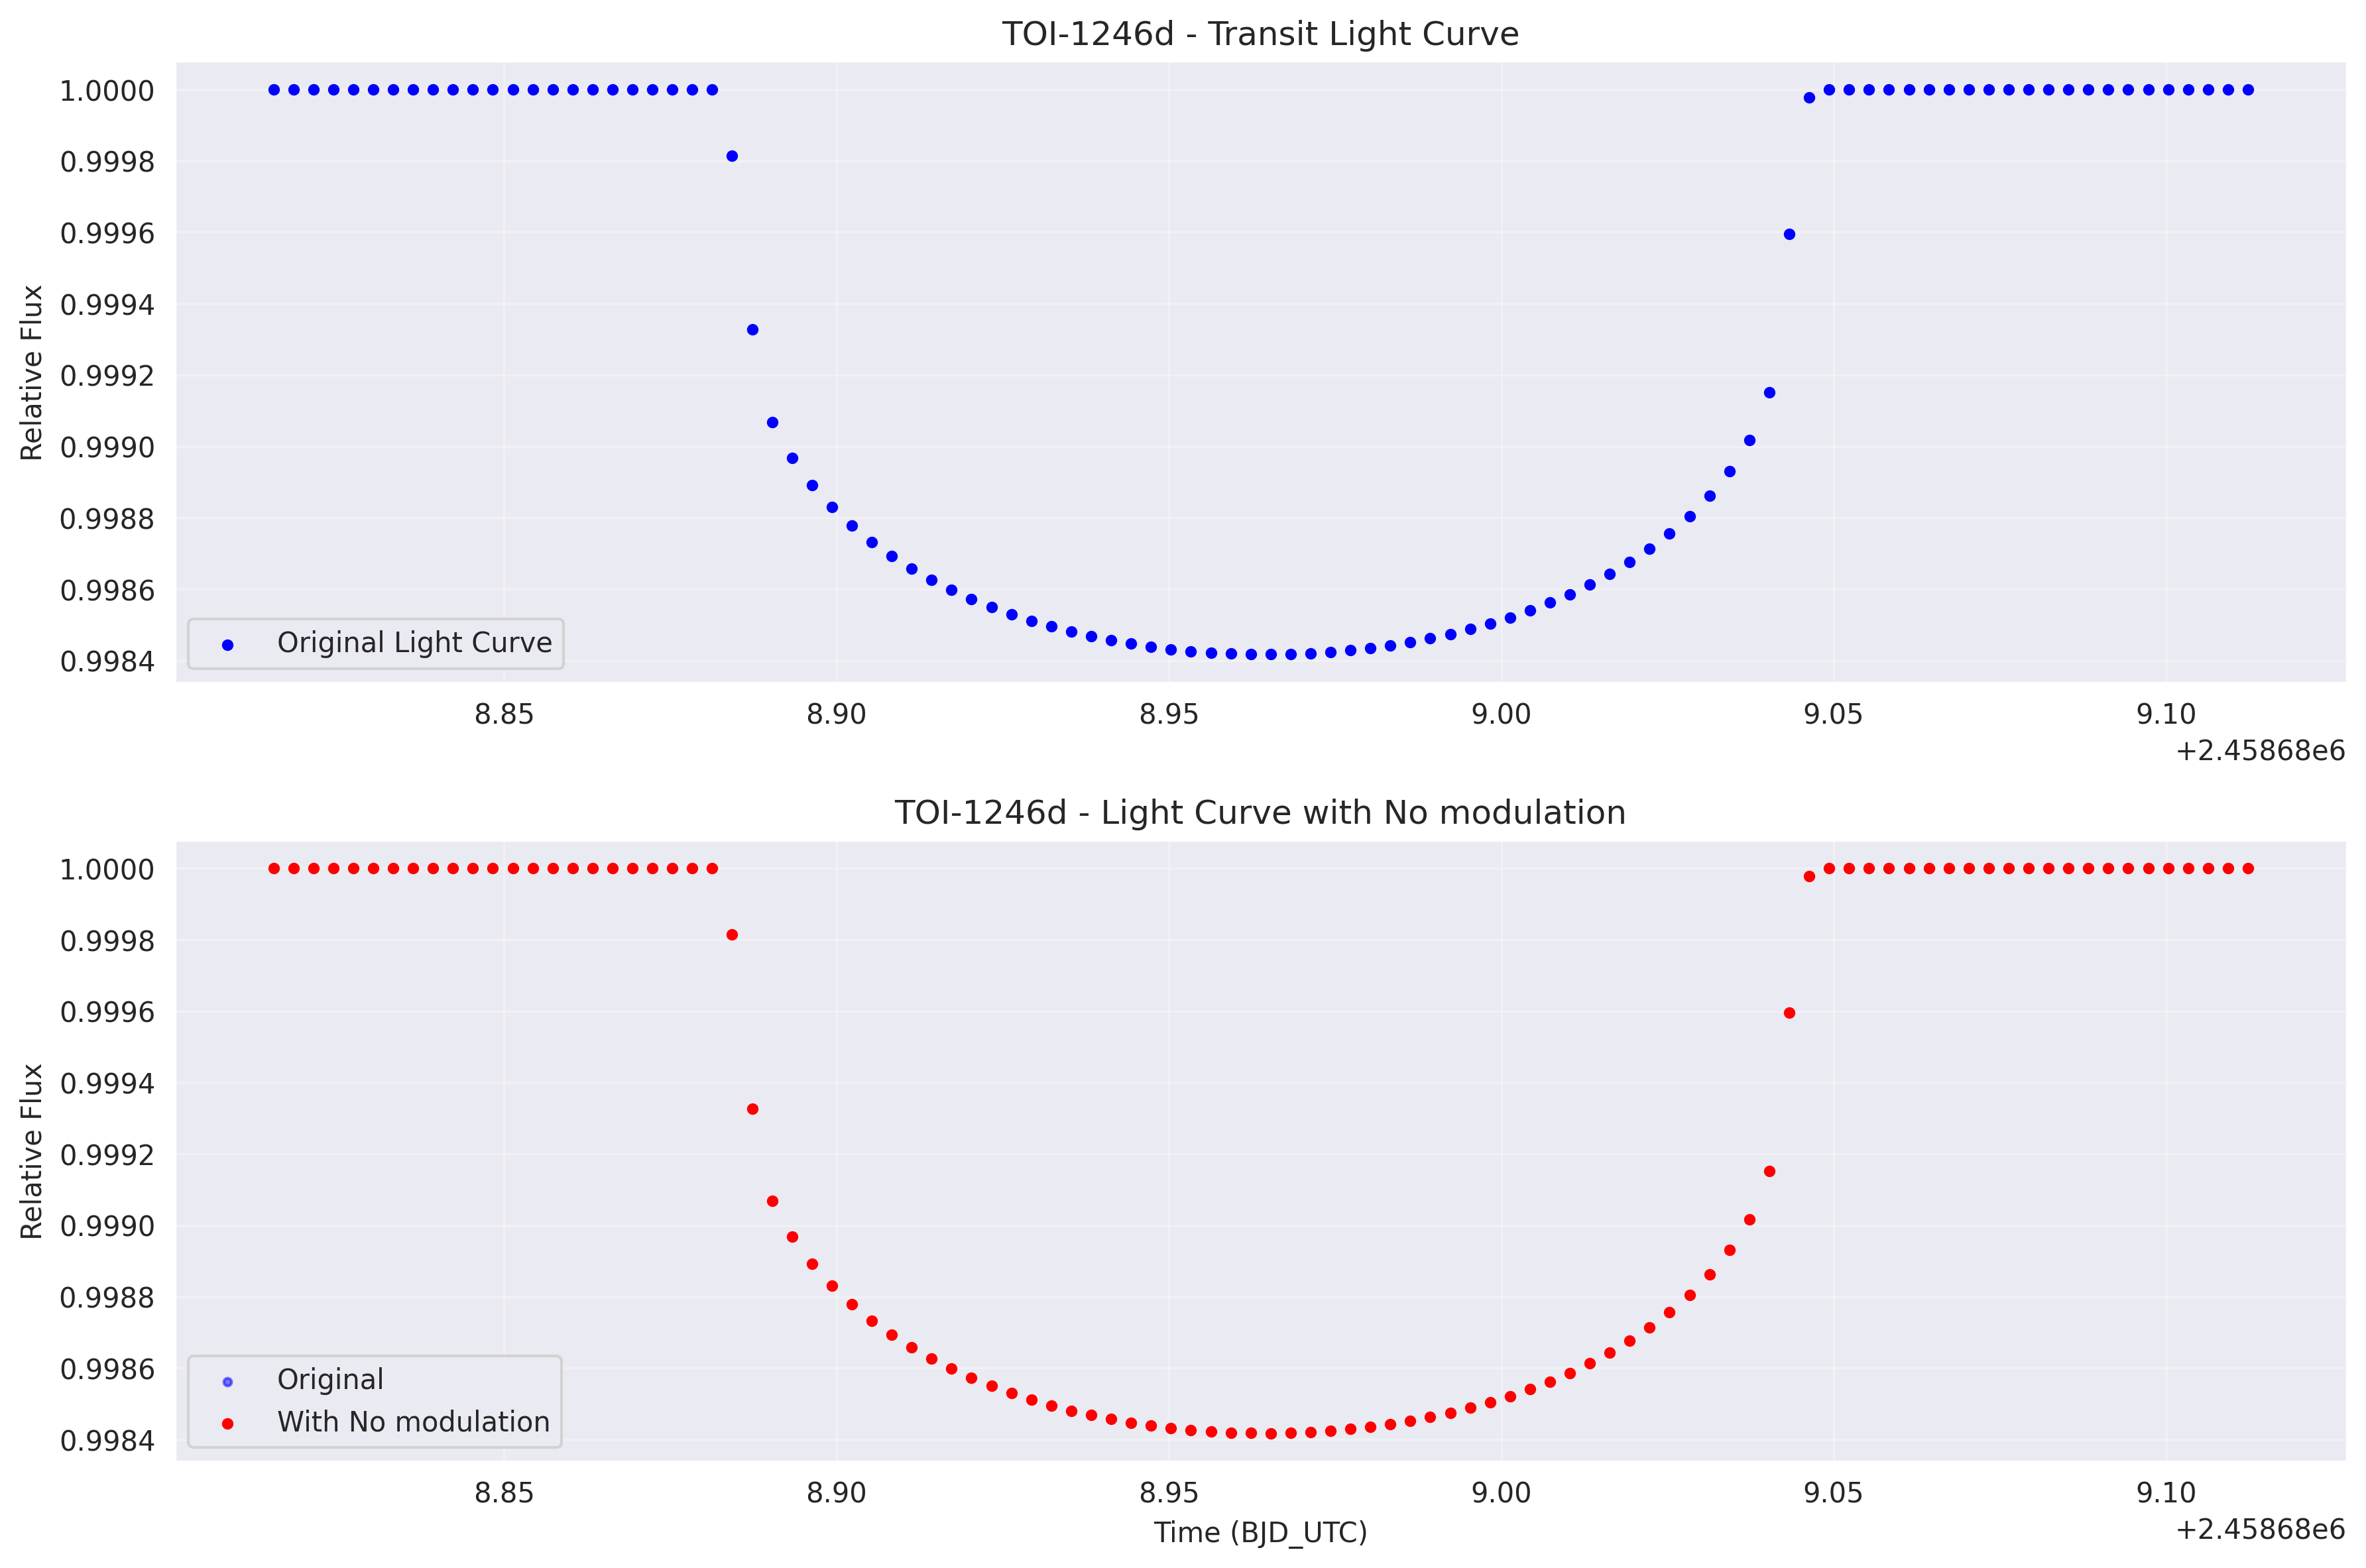 TOI-1246d - Transit Light Curve
Relative Flux
1.0000
0.9998
0.9996
0.9994
0.9992
0.9990
0.9988
0.9986
0.9984
Original Light Curve
8.85 8.90 8.95 9.00 9.05 9.10
+2.45868e6
TOI-1246d - Light Curve with No modulation
Relative Flux
1.0000
0.9998
0.9996
0.9994
0.9992
0.9990
0.9988
0.9986
0.9984
Original
With No modulation
8.85 8.90 8.95 9.00 9.05 9.10
Time (BJD_UTC)
+2.45868e6